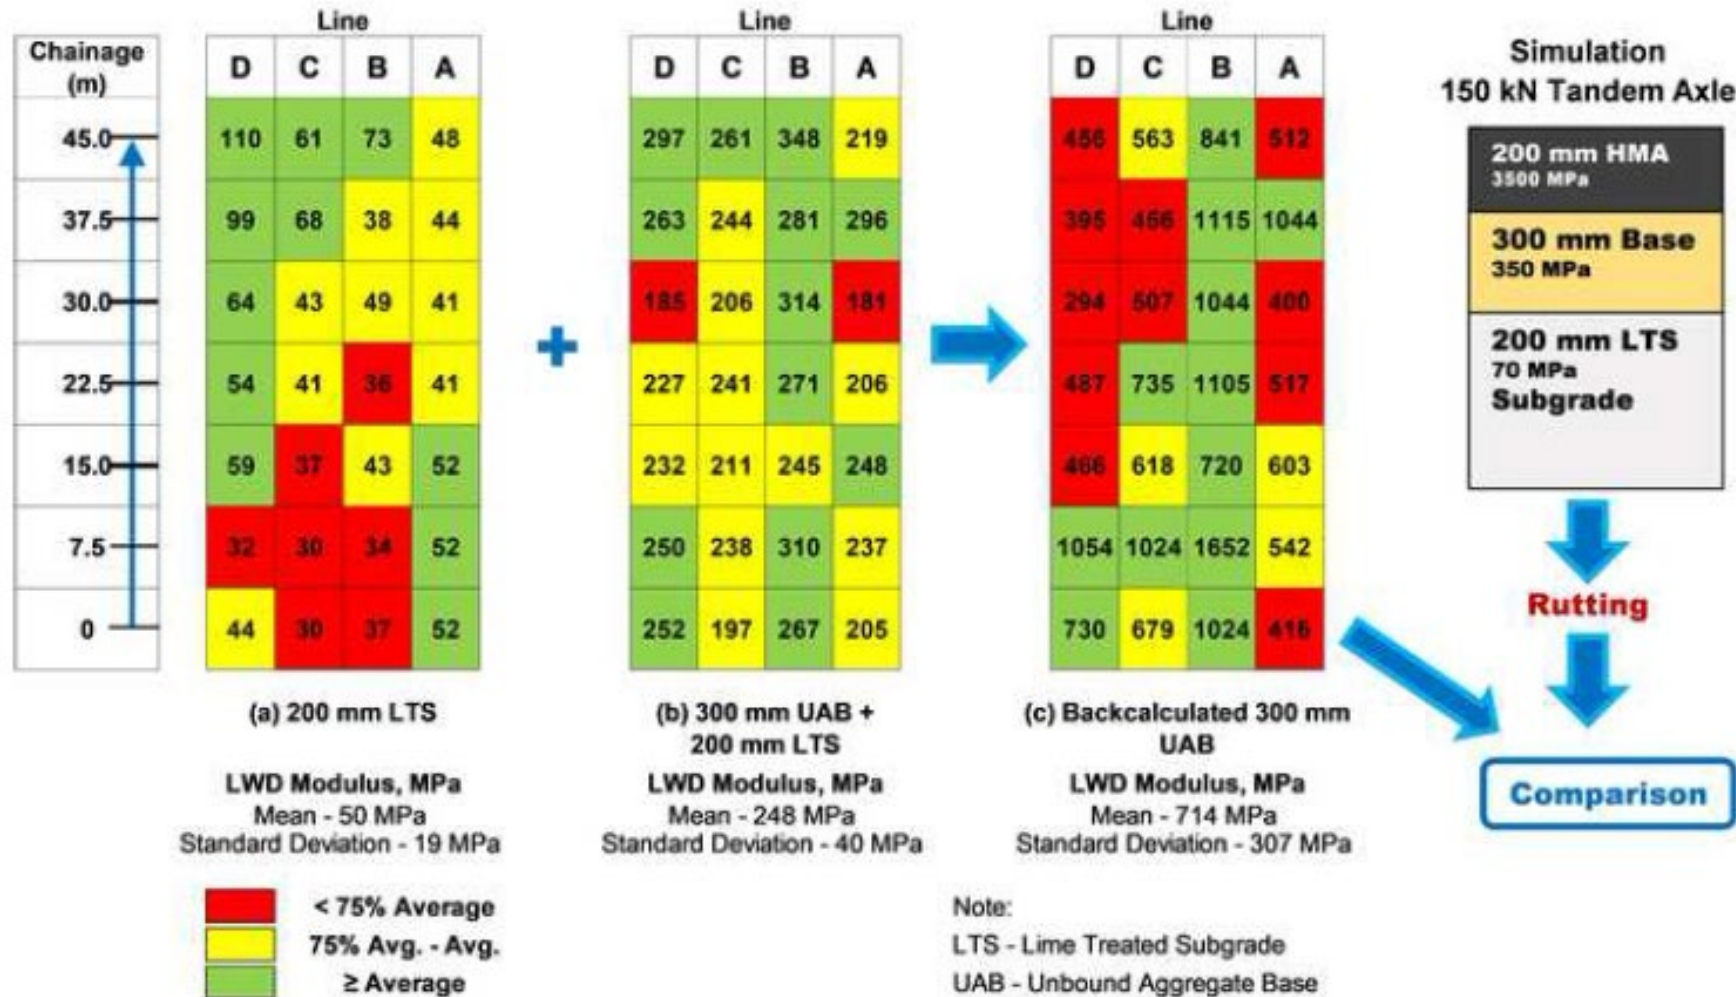 Line Line Line
Chainage (m) D C B A D C B A D C B A
45.0 110 61 73 48 297 261 348 219 456 563 841 512
37.5 99 68 38 44 263 244 281 296 395 466 1115 1044
30.0 64 43 49 41 185 206 314 181 294 507 1044 400
22.5 54 41 36 41 227 241 271 206 487 735 1105 517
15.0 59 37 43 52 232 211 245 248 466 618 720 603
7.5 32 30 34 52 250 238 310 237 1054 1024 1652 542
0 44 30 37 52 252 197 267 205 730 679 1024 416
(a) 200 mm LTS
LWD Modulus, MPa
Mean - 50 MPa
Standard Deviation - 19 MPa
(b) 300 mm UAB +
200 mm LTS
LWD Modulus, MPa
Mean - 248 MPa
Standard Deviation - 40 MPa
(c) Backcalculated 300 mm
UAB
LWD Modulus, MPa
Mean - 714 MPa
Standard Deviation - 307 MPa
Simulation
150 kN Tandem Axle
200 mm HMA
3500 MPa
300 mm Base
350 MPa
200 mm LTS
70 MPa
Subgrade
Rutting
Comparison
< 75% Average
75% Avg. - Avg.
≥ Average
Note:
LTS - Lime Treated Subgrade
UAB - Unbound Aggregate Base